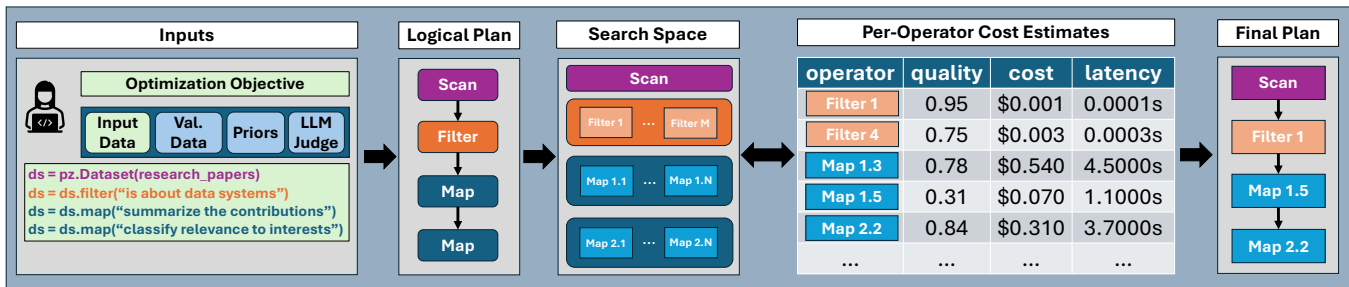 Inputs
Optimization Objective
</>
Input
Data
Val.
Data
Priors
LLM
Judge
ds = pz.Dataset(research_papers)
ds = ds.filter(“is about data systems”)
ds = ds.map(“summarize the contributions”)
ds = ds.map(“classify relevance to interests”)
Logical Plan
Scan
Filter
Map
Map
Search Space
Scan
Filter 1 ... Filter M
Map 1.1 ... Map 1.N
Map 2.1 ... Map 2.N
Per-Operator Cost Estimates
operator quality cost latency
Filter 1 0.95 $0.001 0.0001s
Filter 4 0.75 $0.003 0.0003s
Map 1.3 0.78 $0.540 4.5000s
Map 1.5 0.31 $0.070 1.1000s
Map 2.2 0.84 $0.310 3.7000s
... ... ... ...
Final Plan
Scan
Filter 1
Map 1.5
Map 2.2